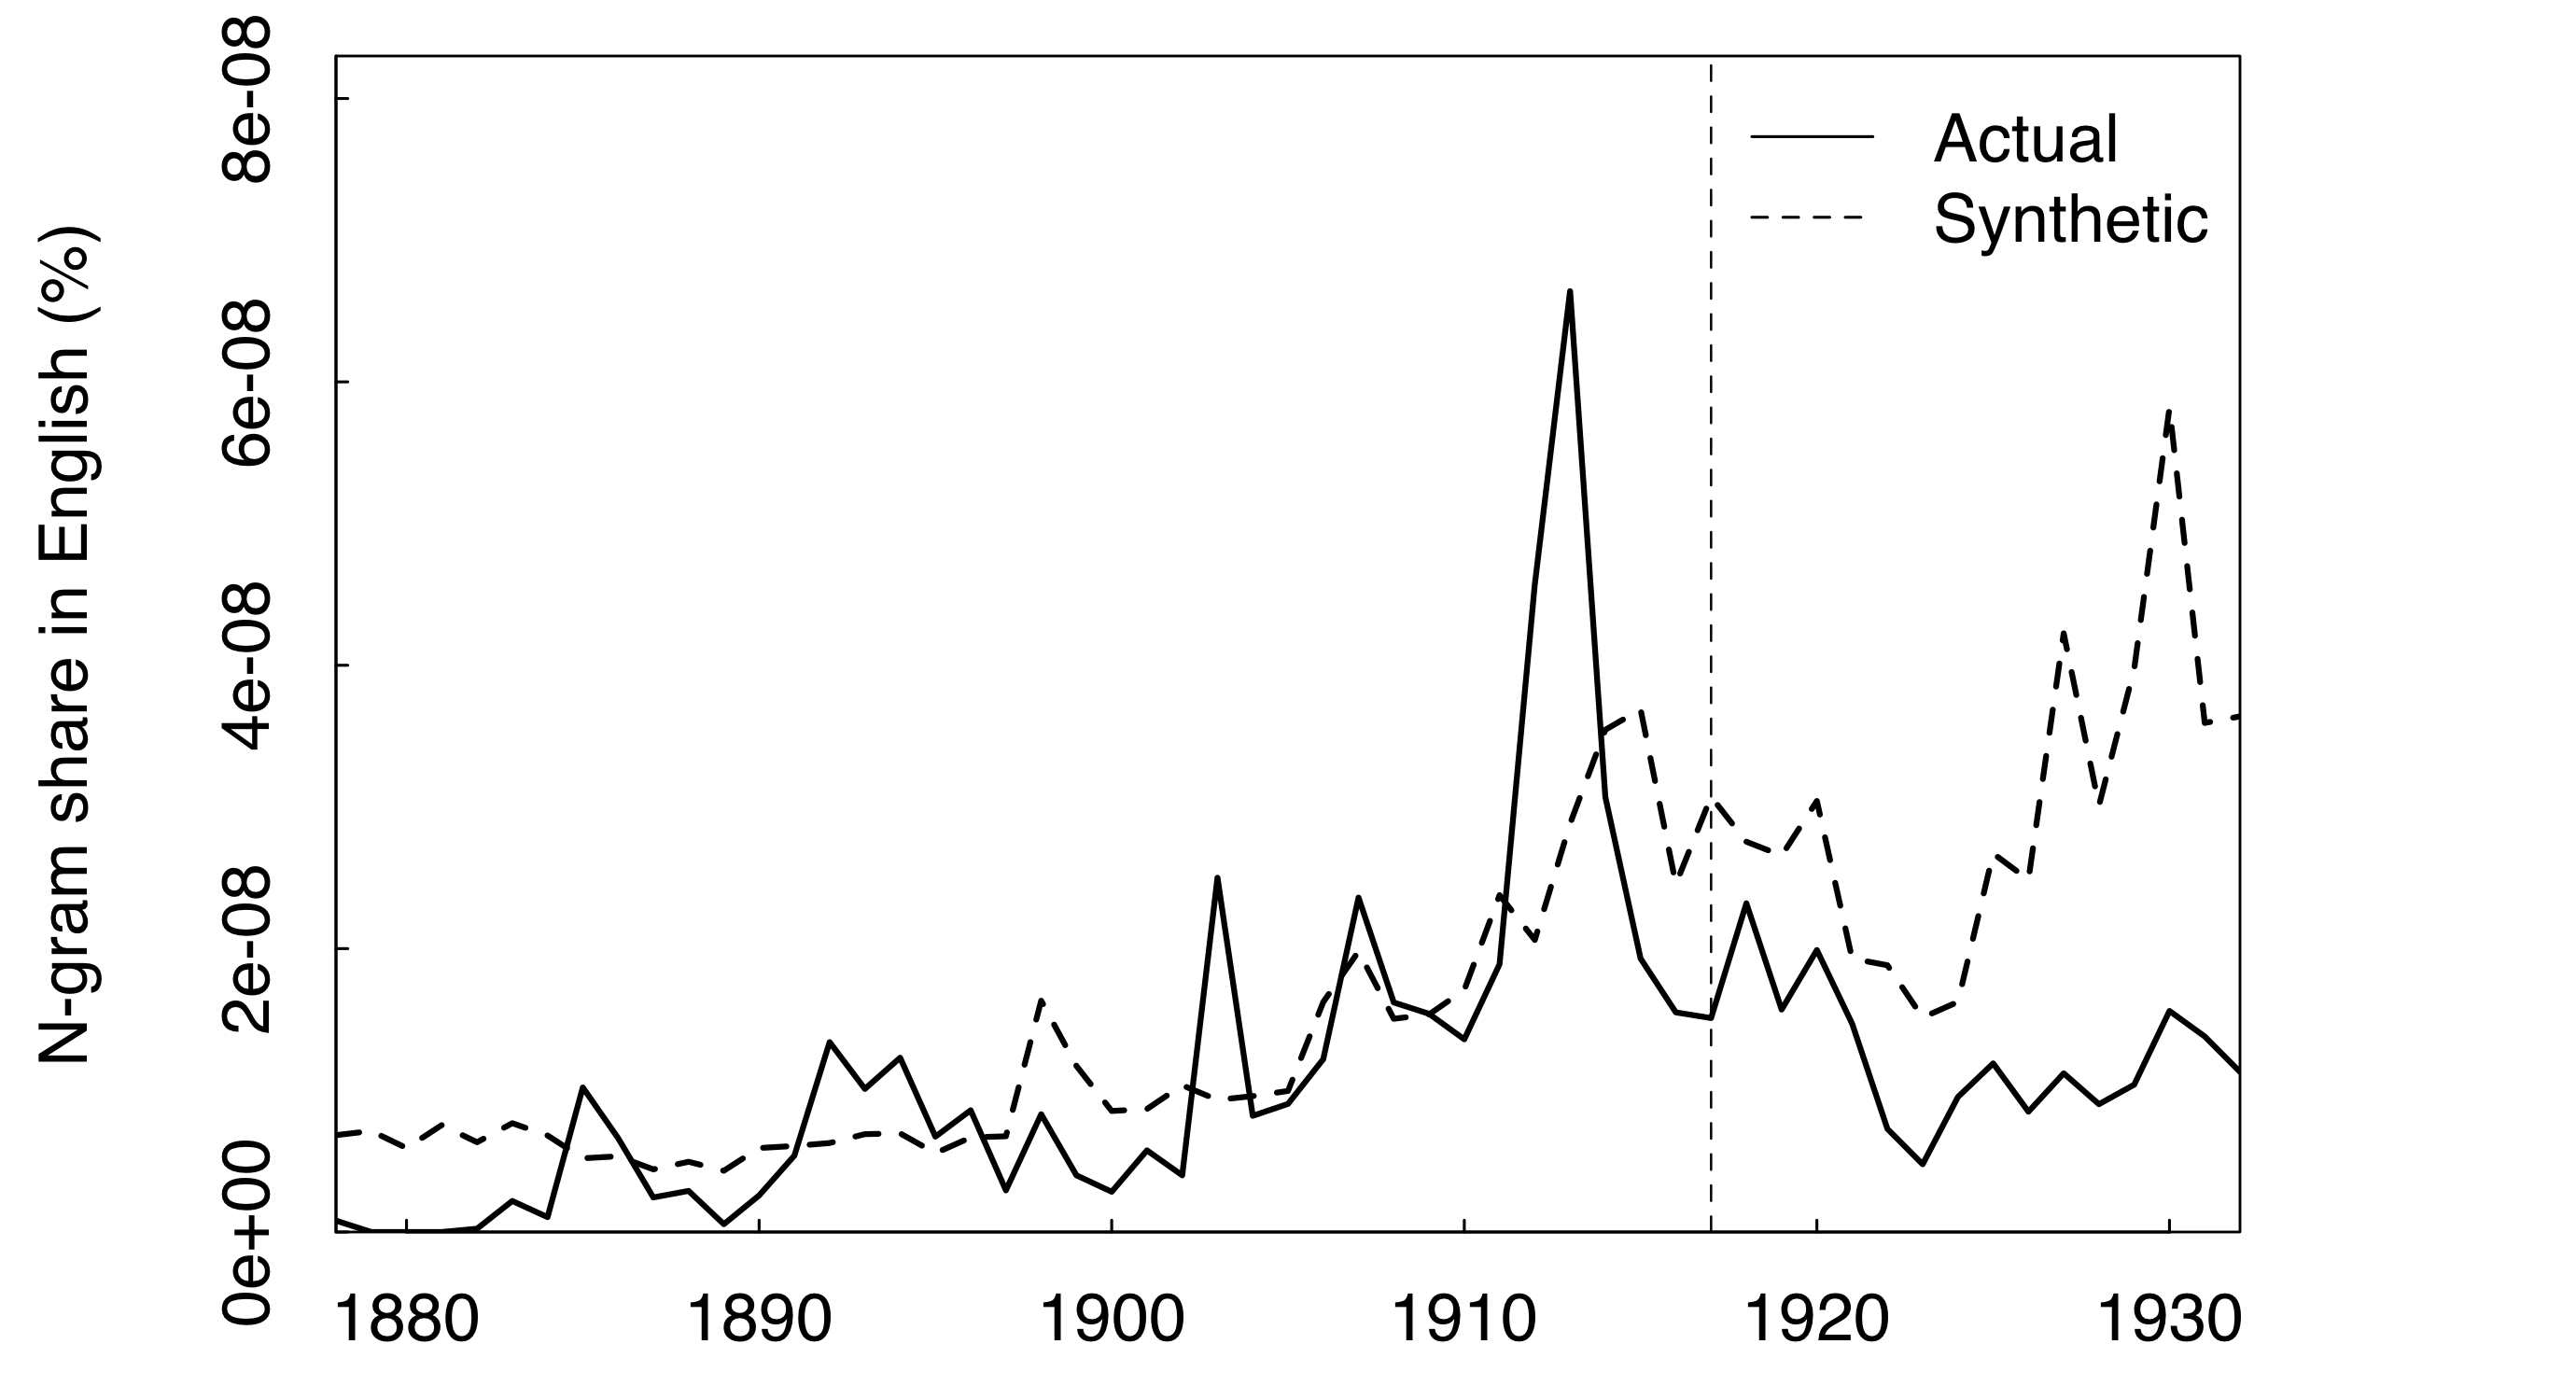 N-gram share in English (%)
8e-08
6e-08
4e-08
2e-08
0e+00
Actual
Synthetic
1880 1890 1900 1910 1920 1930